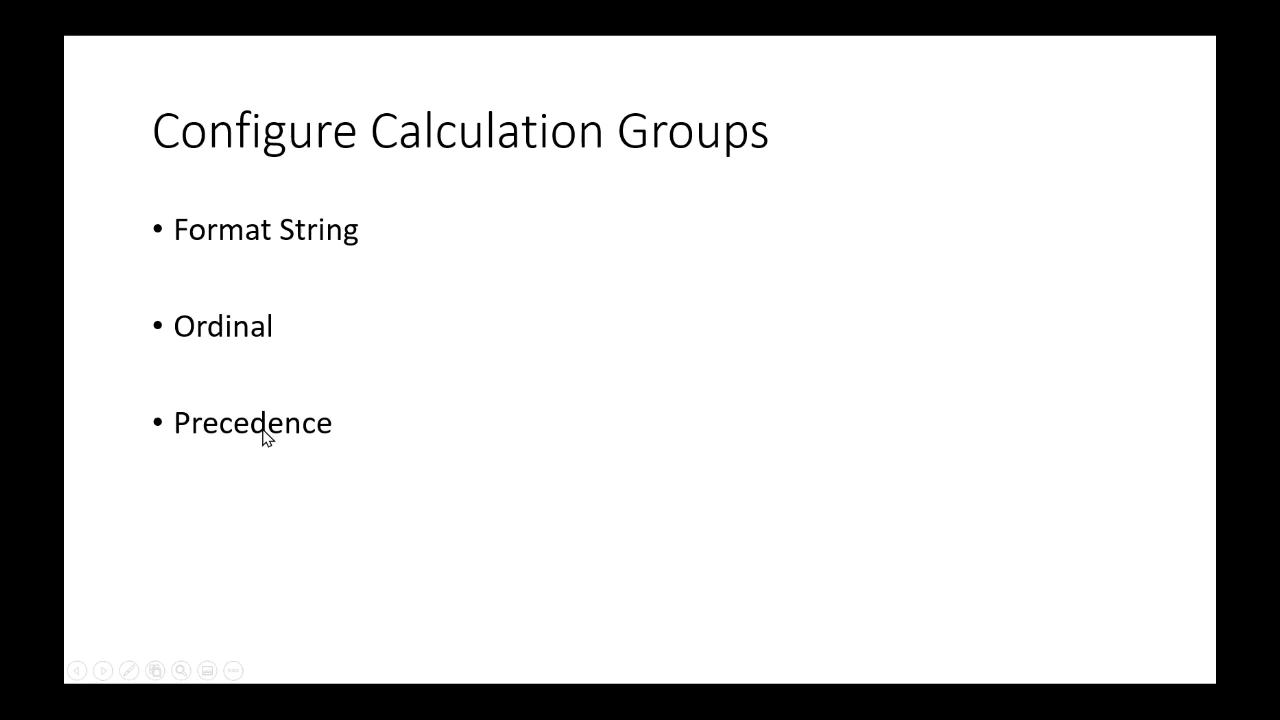 Configure Calculation Groups
• Format String
• Ordinal
• Precedence